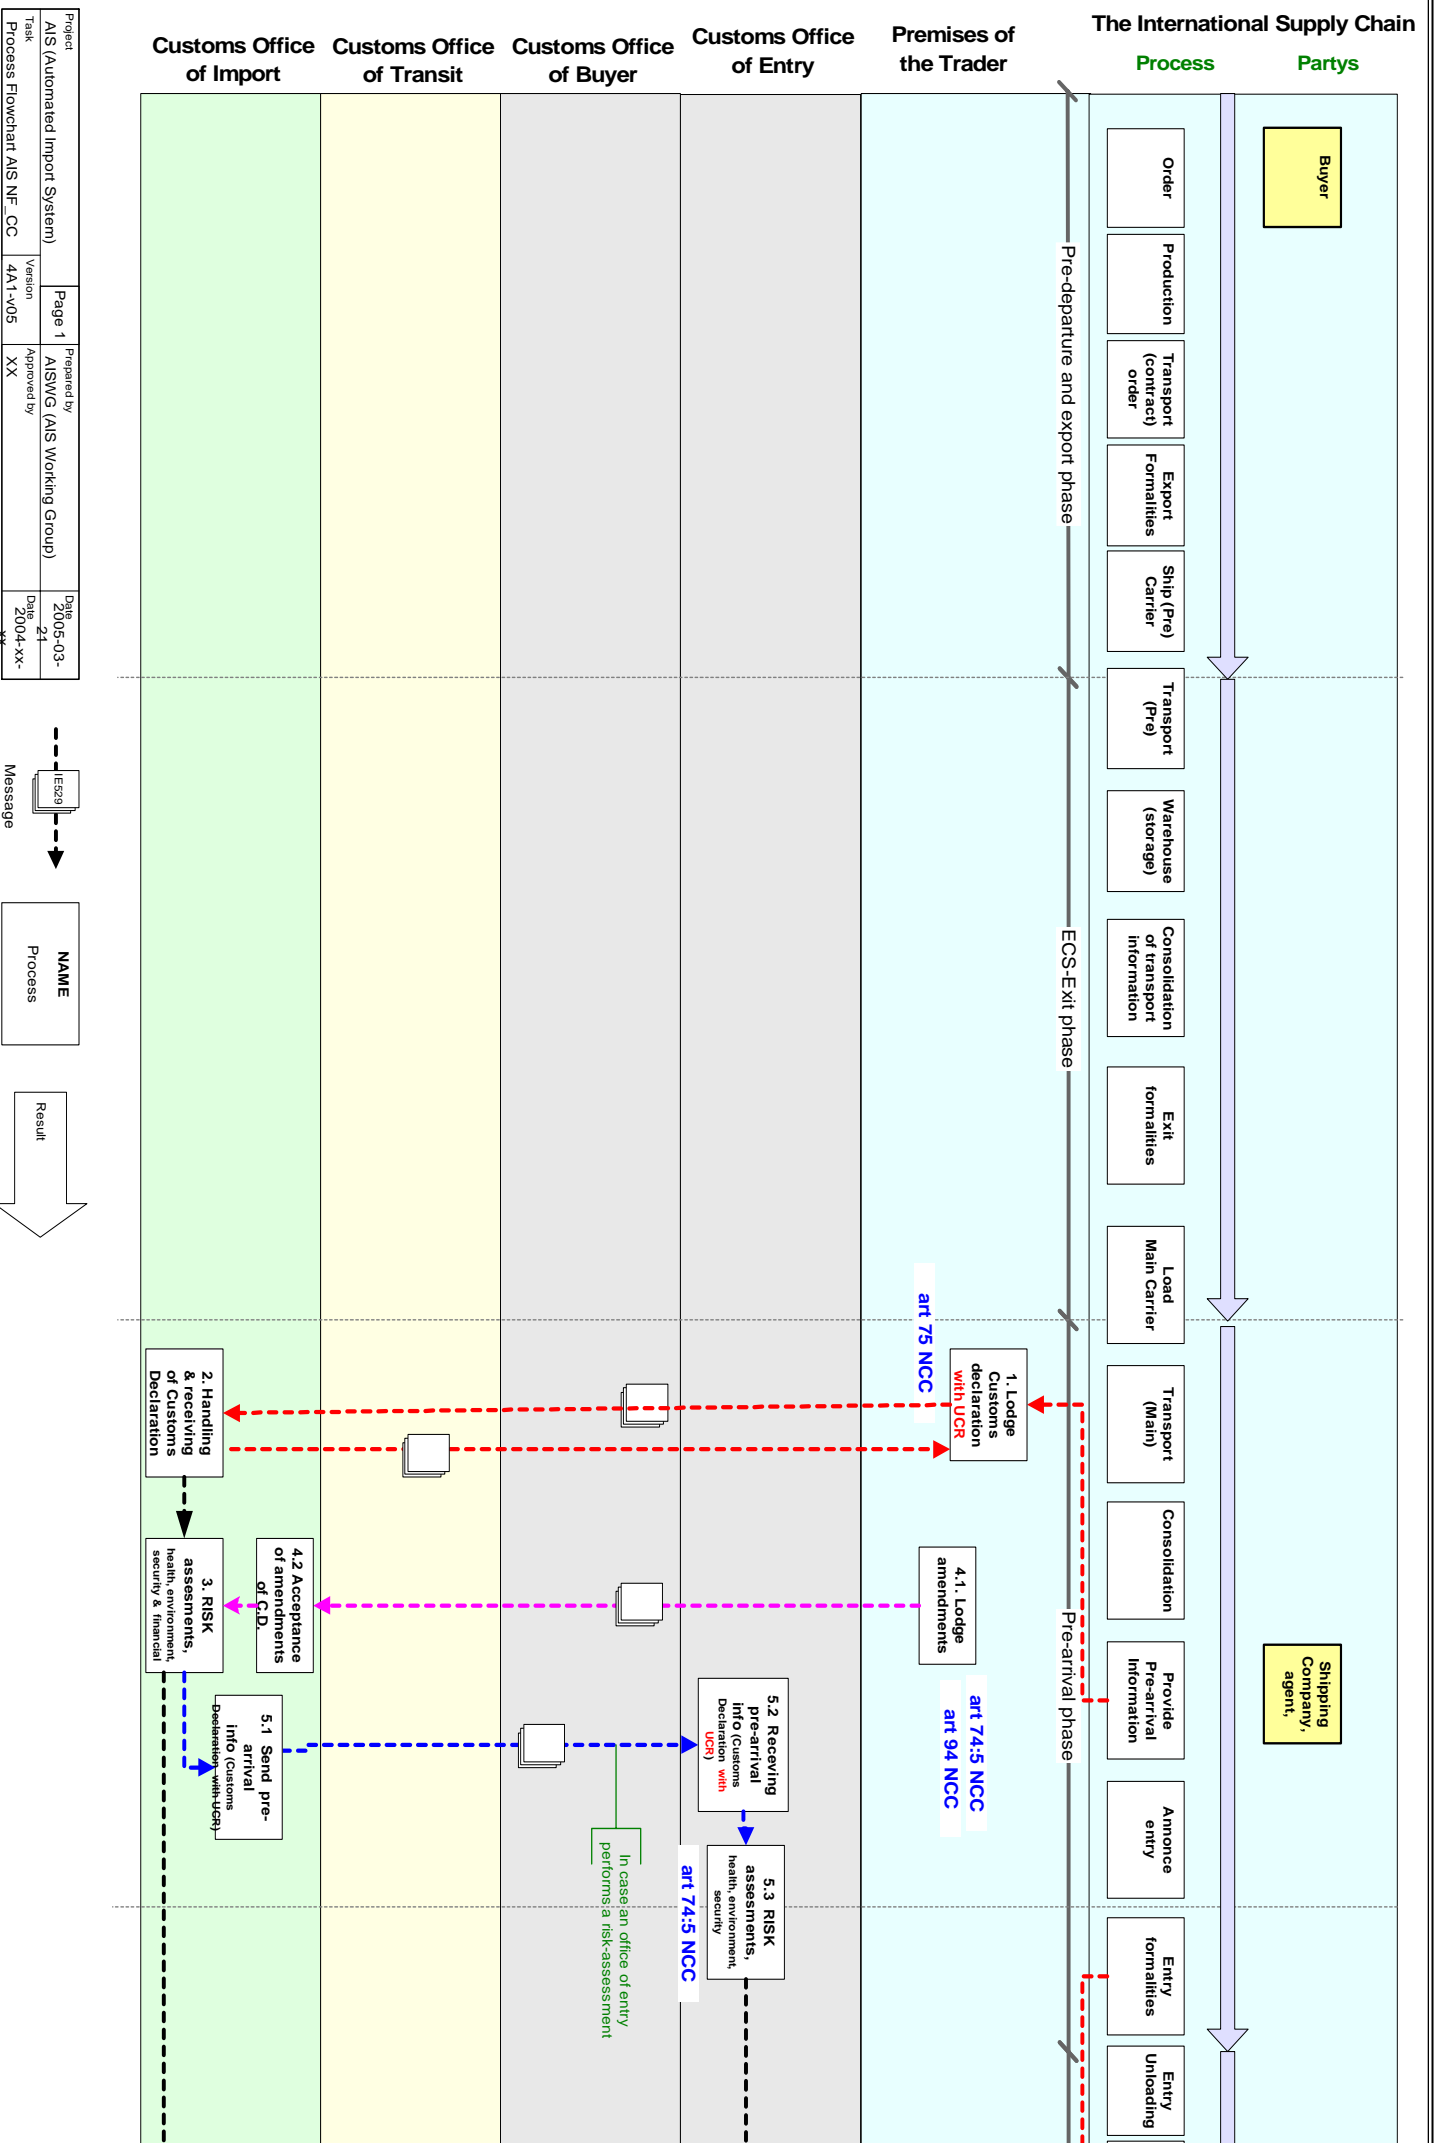 The International Supply Chain
Process
Partys
Premises of
the Trader
Customs Office
of Entry
Customs Office
of Buyer
Customs Office
of Transit
Customs Office
of Import
Buyer
Shipping
Company,
agent,
Order
Production
Transport
(contract)
order
Export
Formalities
Ship (Pre)
Carrier
Transport
(Pre)
Warehouse
(storage)
Consolidation
of transport
information
Exit
formalities
Load
Main Carrier
Transport
(Main)
Consolidation
Provide
Pre-arrival
Information
Annonce
entry
Entry
formalities
Entry
Unloading
Pre-departure and export phase
ECS-Exit phase
Pre-arrival phase
1. Lodge
Customs
declaration
with UCR
art 75 NCC
4.1. Lodge
amendments
art 74:5 NCC
art 94 NCC
5.2 Receving
pre-arrival
info (Customs
Declaration with
UCR)
5.3 RISK
assesments,
health, environment,
security
art 74:5 NCC
In case an office of entry
performs a risk-assessment
2. Handling
& receiving
of Customs
Declaration
3. RISK
assesments,
health, environment,
security & financial
4.2 Acceptance
of amendments
of C.D.
5.1 Send pre-
arrival
info (Customs
Declaration with UCR)
Project
AIS (Automated Import System)
Page 1
Prepared by
AISWG (AIS Working Group)
Date
2005-03-
21
Task
Process Flowchart AIS NF_CC
Version
4A1-v05
Approved by
XX
Date
2004-xx-
xx
IE529
Message
NAME
Process
Result